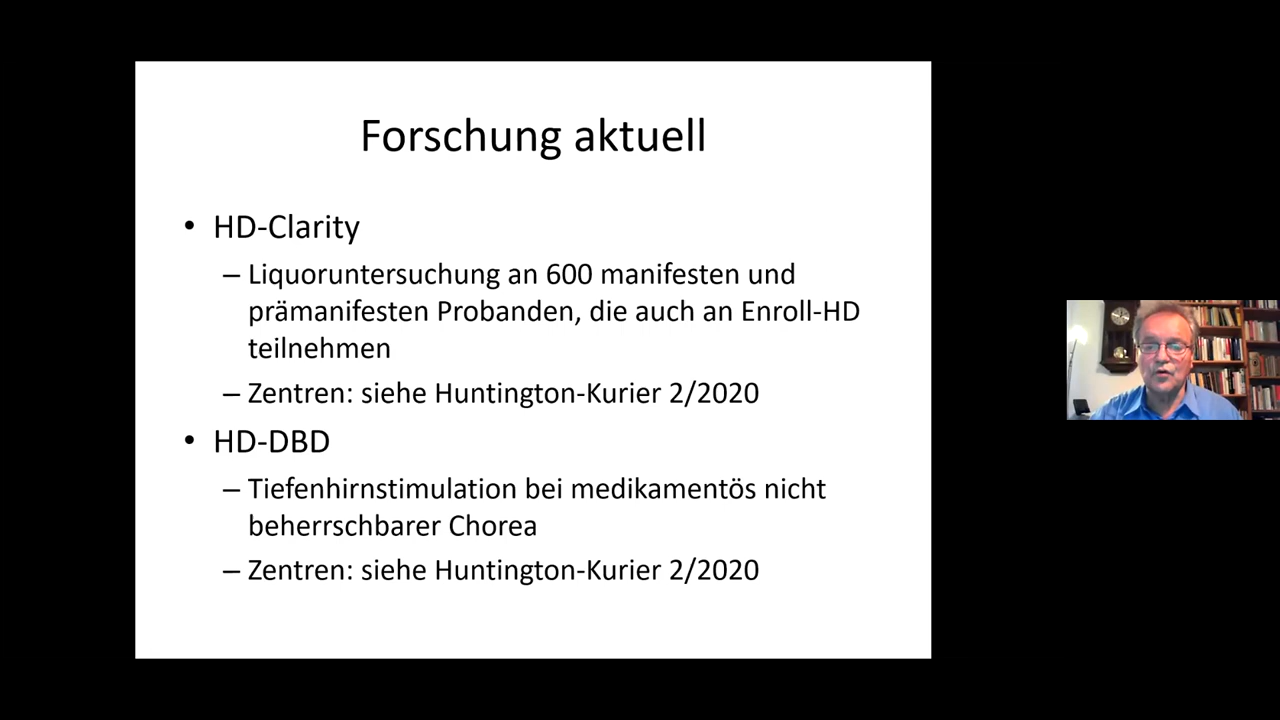 Forschung aktuell
• HD-Clarity
– Liquoruntersuchung an 600 manifesten und
prämanifesten Probanden, die auch an Enroll-HD
teilnehmen
– Zentren: siehe Huntington-Kurier 2/2020
• HD-DBD
– Tiefenhirnstimulation bei medikamentös nicht
beherrschbarer Chorea
– Zentren: siehe Huntington-Kurier 2/2020